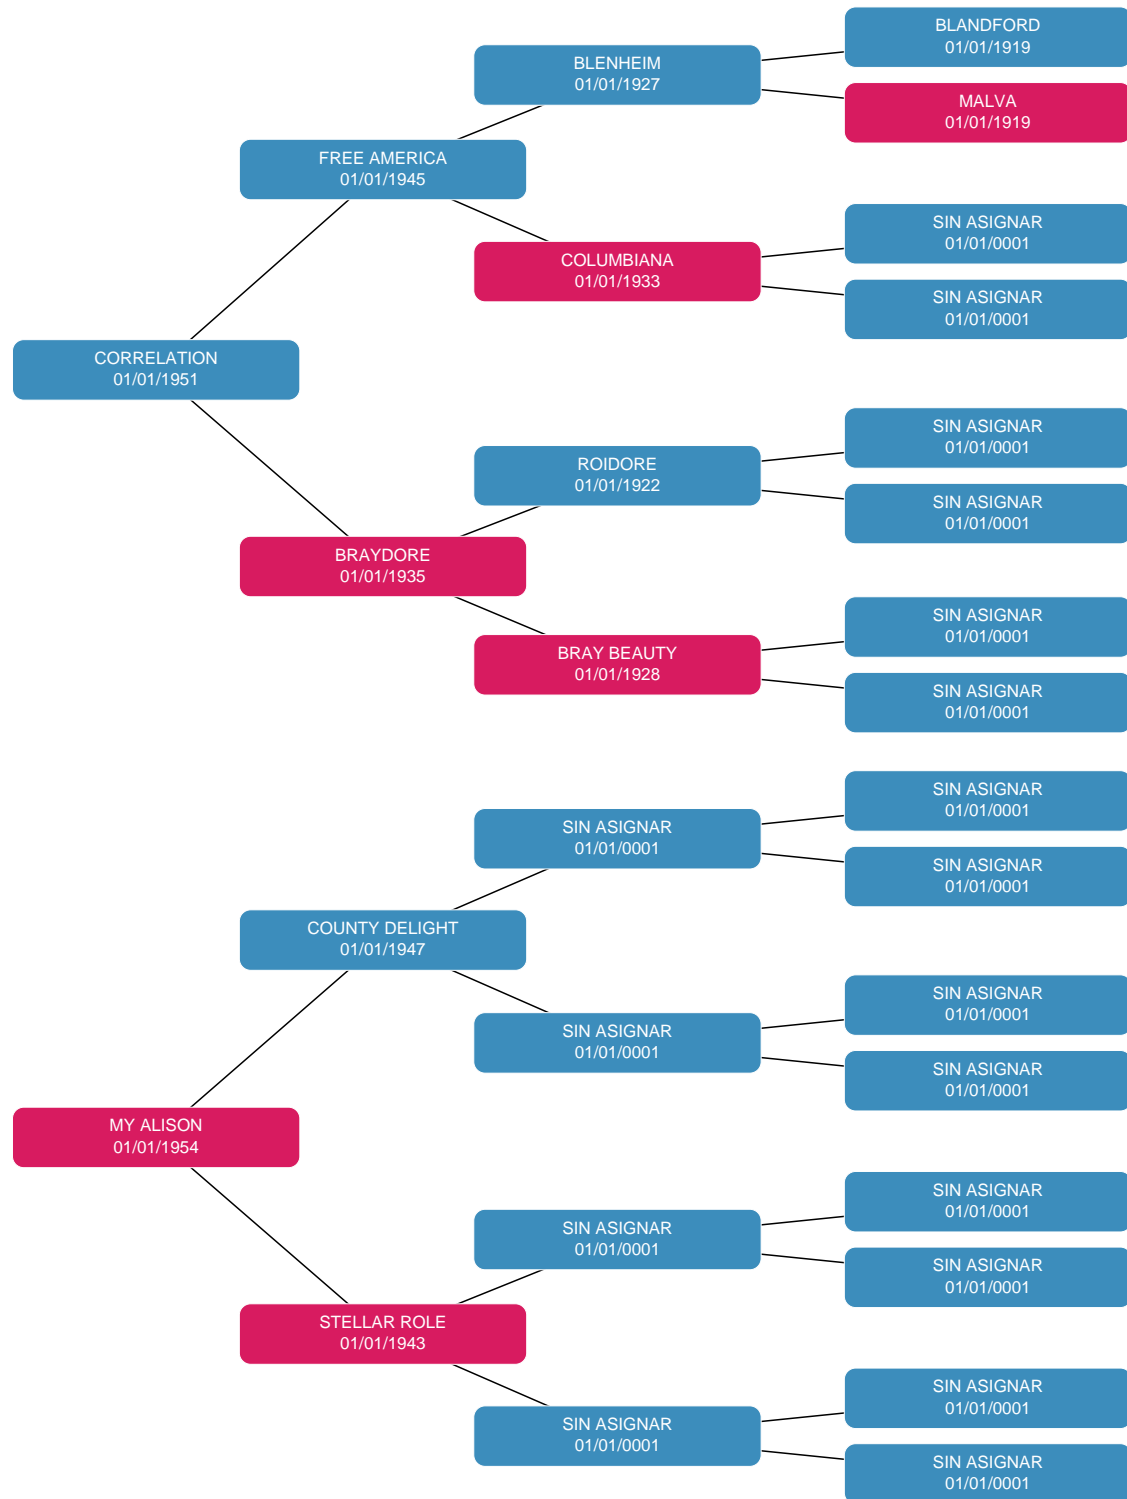 BLANDFORD
01/01/1919
BLENHEIM
01/01/1927
MALVA
01/01/1919
FREE AMERICA
01/01/1945
SIN ASIGNAR
01/01/0001
COLUMBIANA
01/01/1933
SIN ASIGNAR
01/01/0001
CORRELATION
01/01/1951
SIN ASIGNAR
01/01/0001
ROIDORE
01/01/1922
SIN ASIGNAR
01/01/0001
BRAYDORE
01/01/1935
SIN ASIGNAR
01/01/0001
BRAY BEAUTY
01/01/1928
SIN ASIGNAR
01/01/0001
SIN ASIGNAR
01/01/0001
SIN ASIGNAR
01/01/0001
SIN ASIGNAR
01/01/0001
COUNTY DELIGHT
01/01/1947
SIN ASIGNAR
01/01/0001
SIN ASIGNAR
01/01/0001
SIN ASIGNAR
01/01/0001
MY ALISON
01/01/1954
SIN ASIGNAR
01/01/0001
SIN ASIGNAR
01/01/0001
SIN ASIGNAR
01/01/0001
STELLAR ROLE
01/01/1943
SIN ASIGNAR
01/01/0001
SIN ASIGNAR
01/01/0001
SIN ASIGNAR
01/01/0001